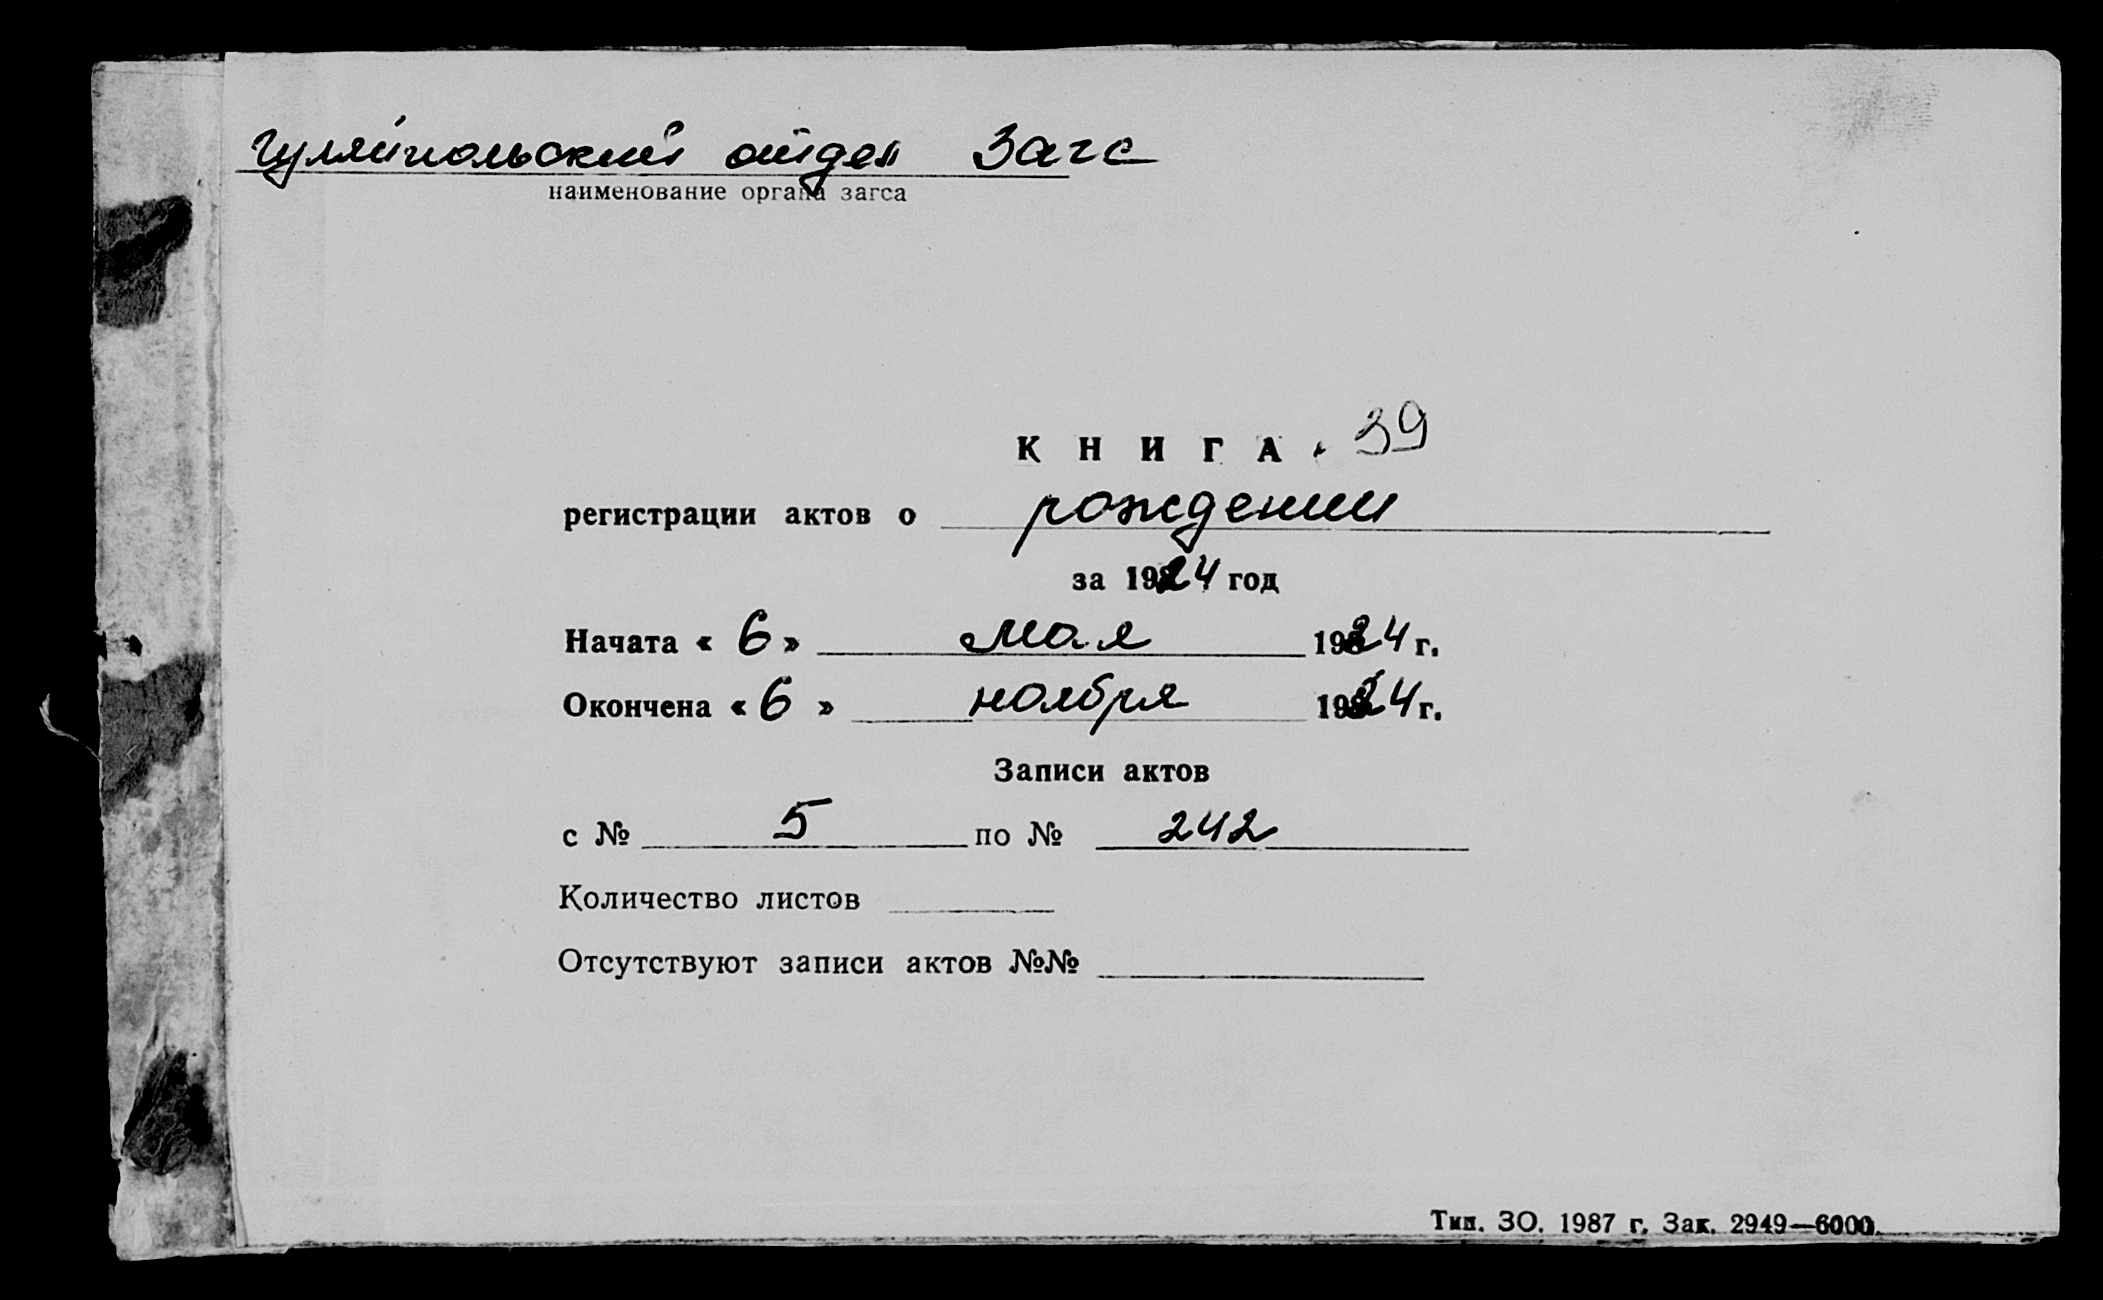 Гуляйпольский отдел Загс
наименование органа загса
КНИГА 39
регистрации актов о рождении
за 1924 год
Начата « 6 » мая 1924 г.
Окончена « 6 » ноября 1924 г.
Записи актов
с № 5 по № 242
Количество листов
Отсутствуют записи актов №№
Тип. ЗО. 1987 г. Зак. 2949—6000.